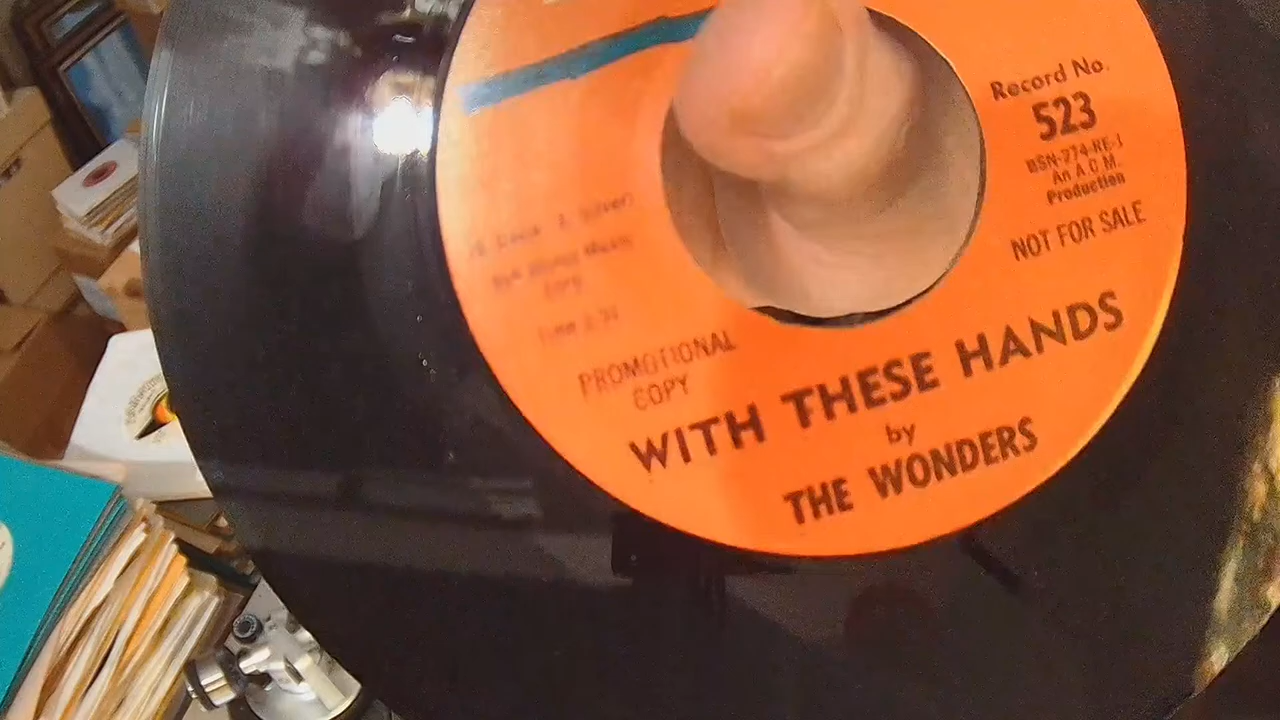 Record No.
523
BSN-774-RE-1
An A.C.M.
Production
NOT FOR SALE
PROMOTIONAL
COPY
WITH THESE HANDS
by
THE WONDERS